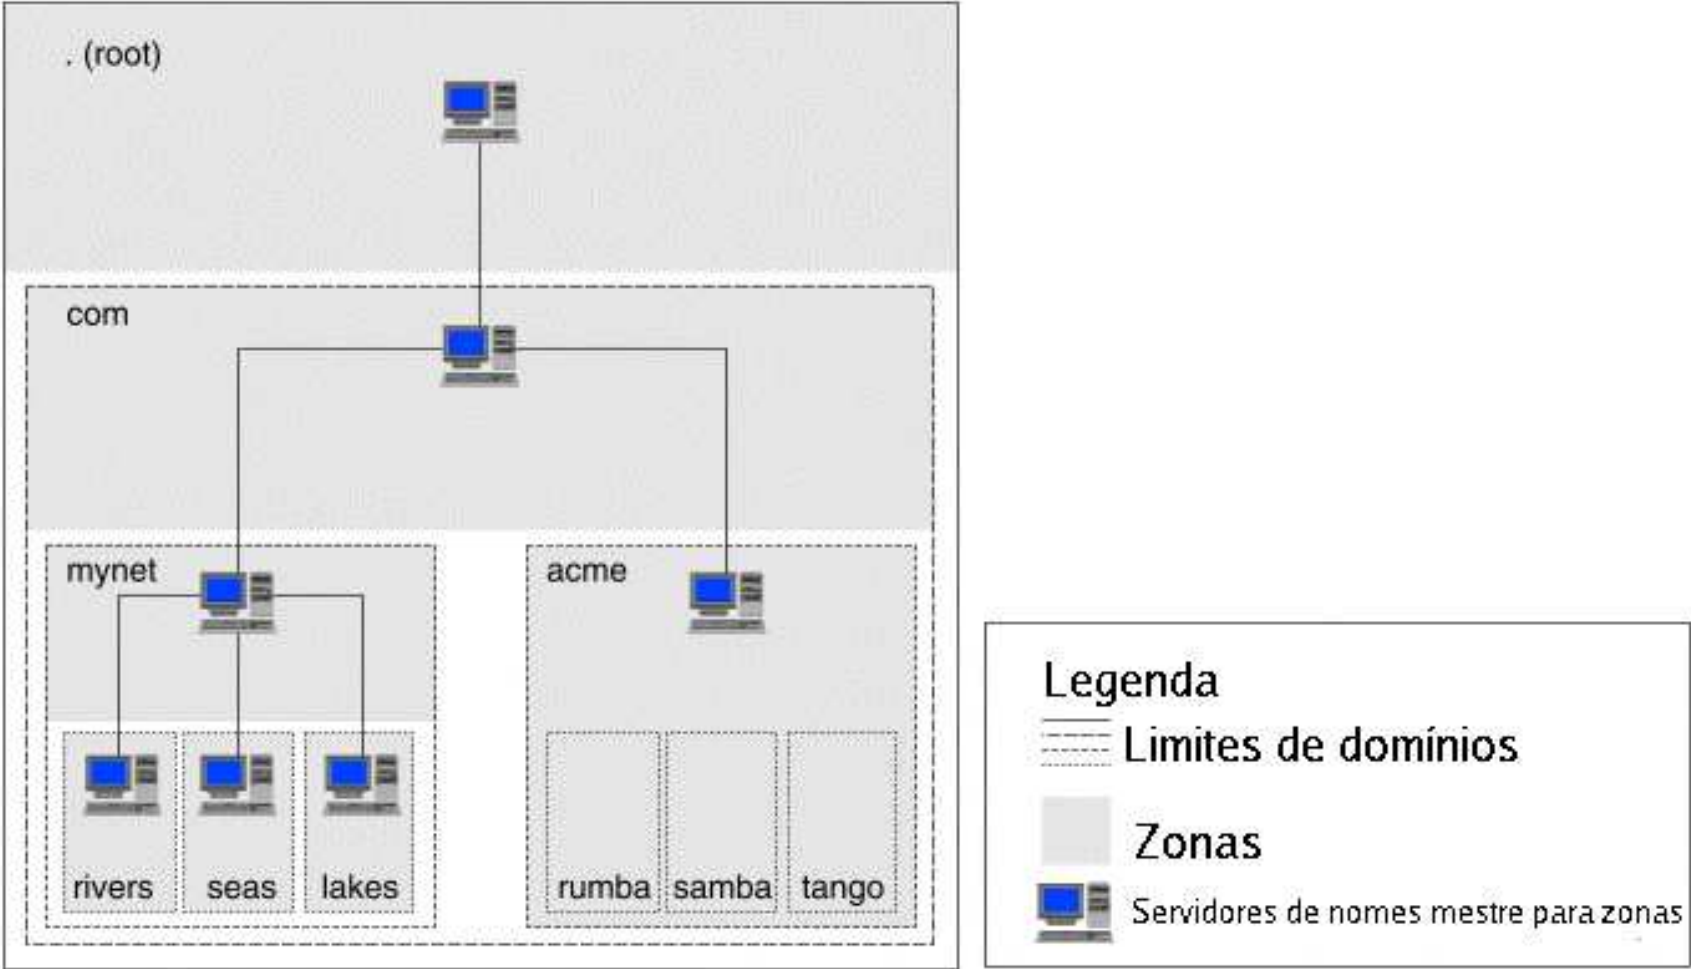 . (root)
com
mynet
acme
rivers
seas
lakes
rumba
samba
tango
Legenda
Limites de domínios
Zonas
Servidores de nomes mestre para zonas